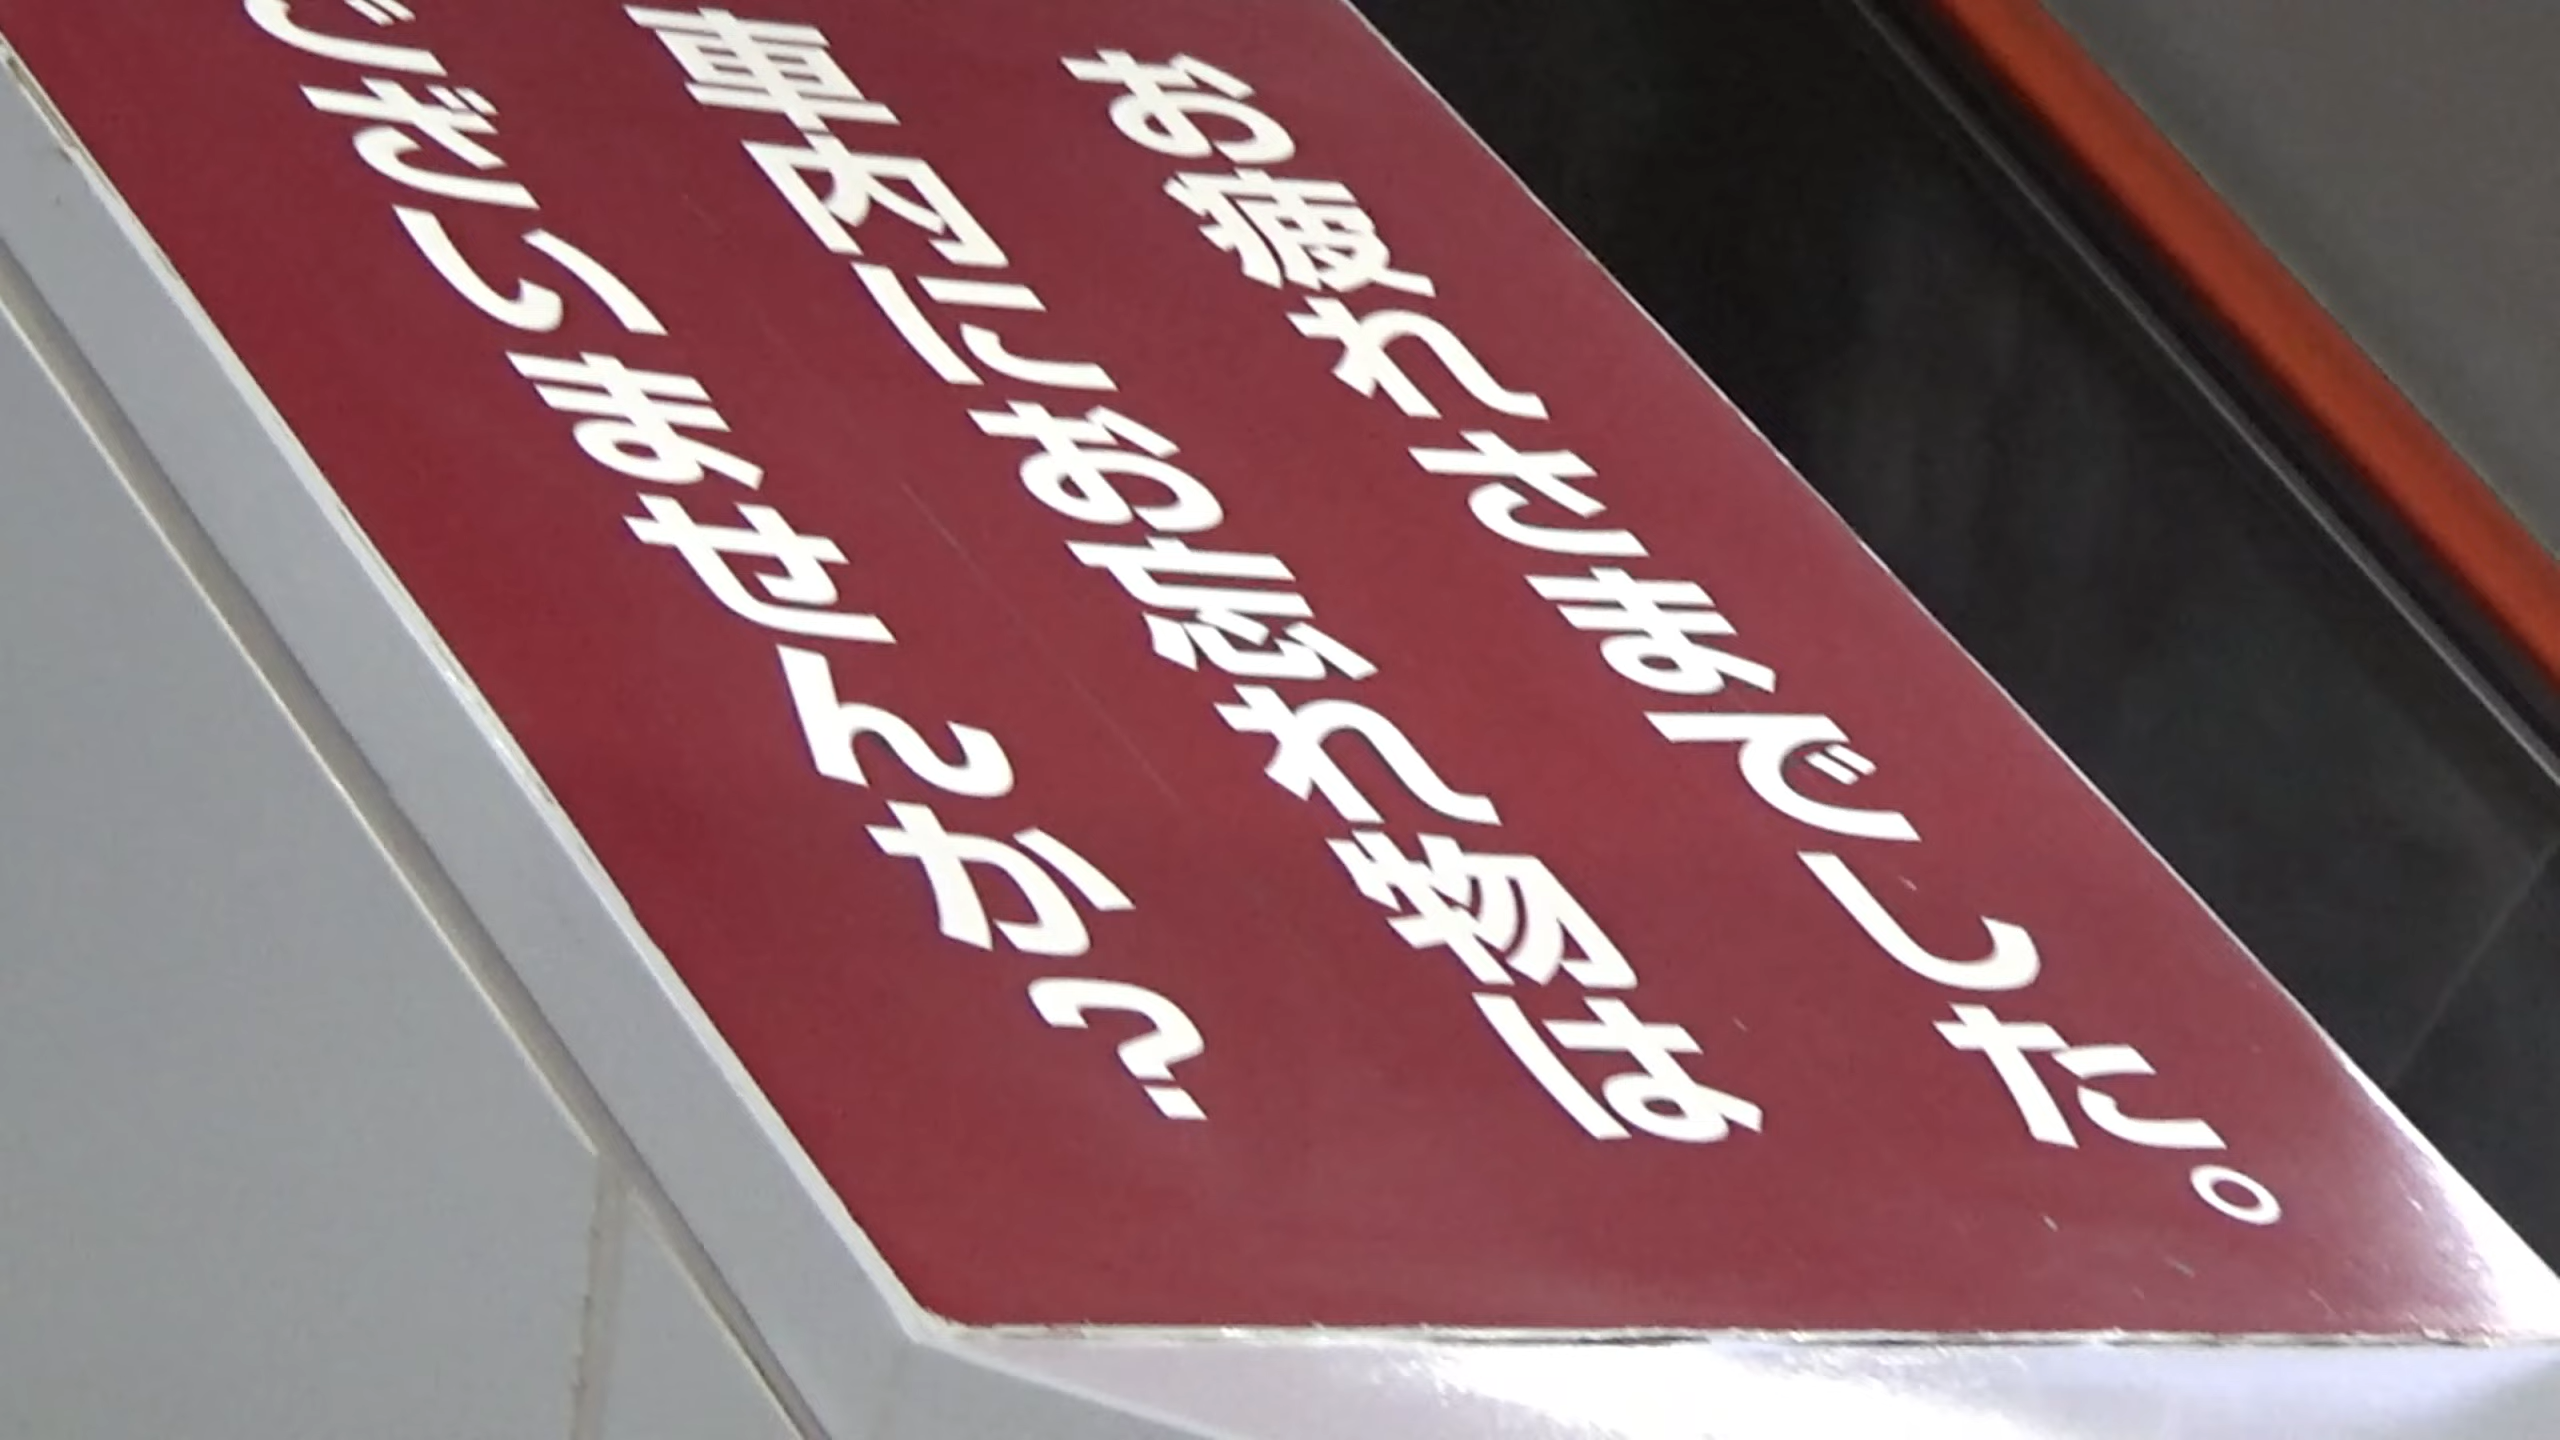 お疲れさまでした。
車内にお忘れ物は
ございませんか？